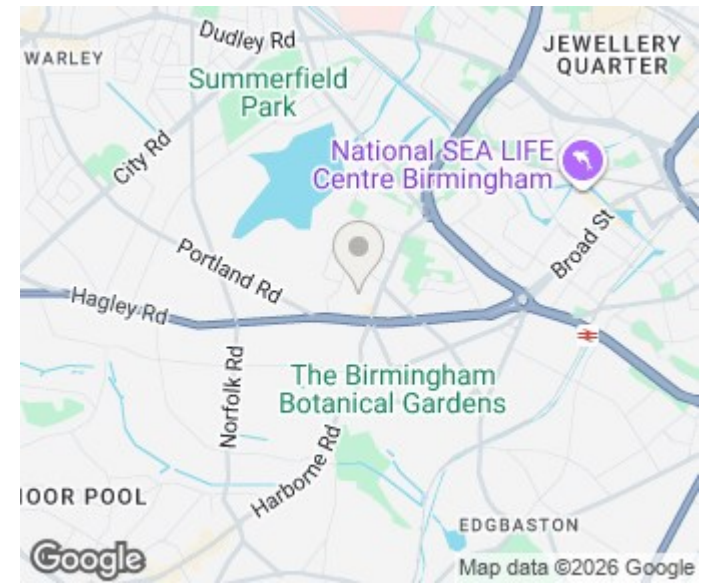 Dudley Rd
WARLEY
JEWELLERY
QUARTER
Summerfield
Park
City Rd
National SEA LIFE
Centre Birmingham
Broad St
Portland Rd
Hagley Rd
Norfolk Rd
The Birmingham
Botanical Gardens
Harborne Rd
MOOR POOL
EDGBASTON
Google
Map data ©2026 Google